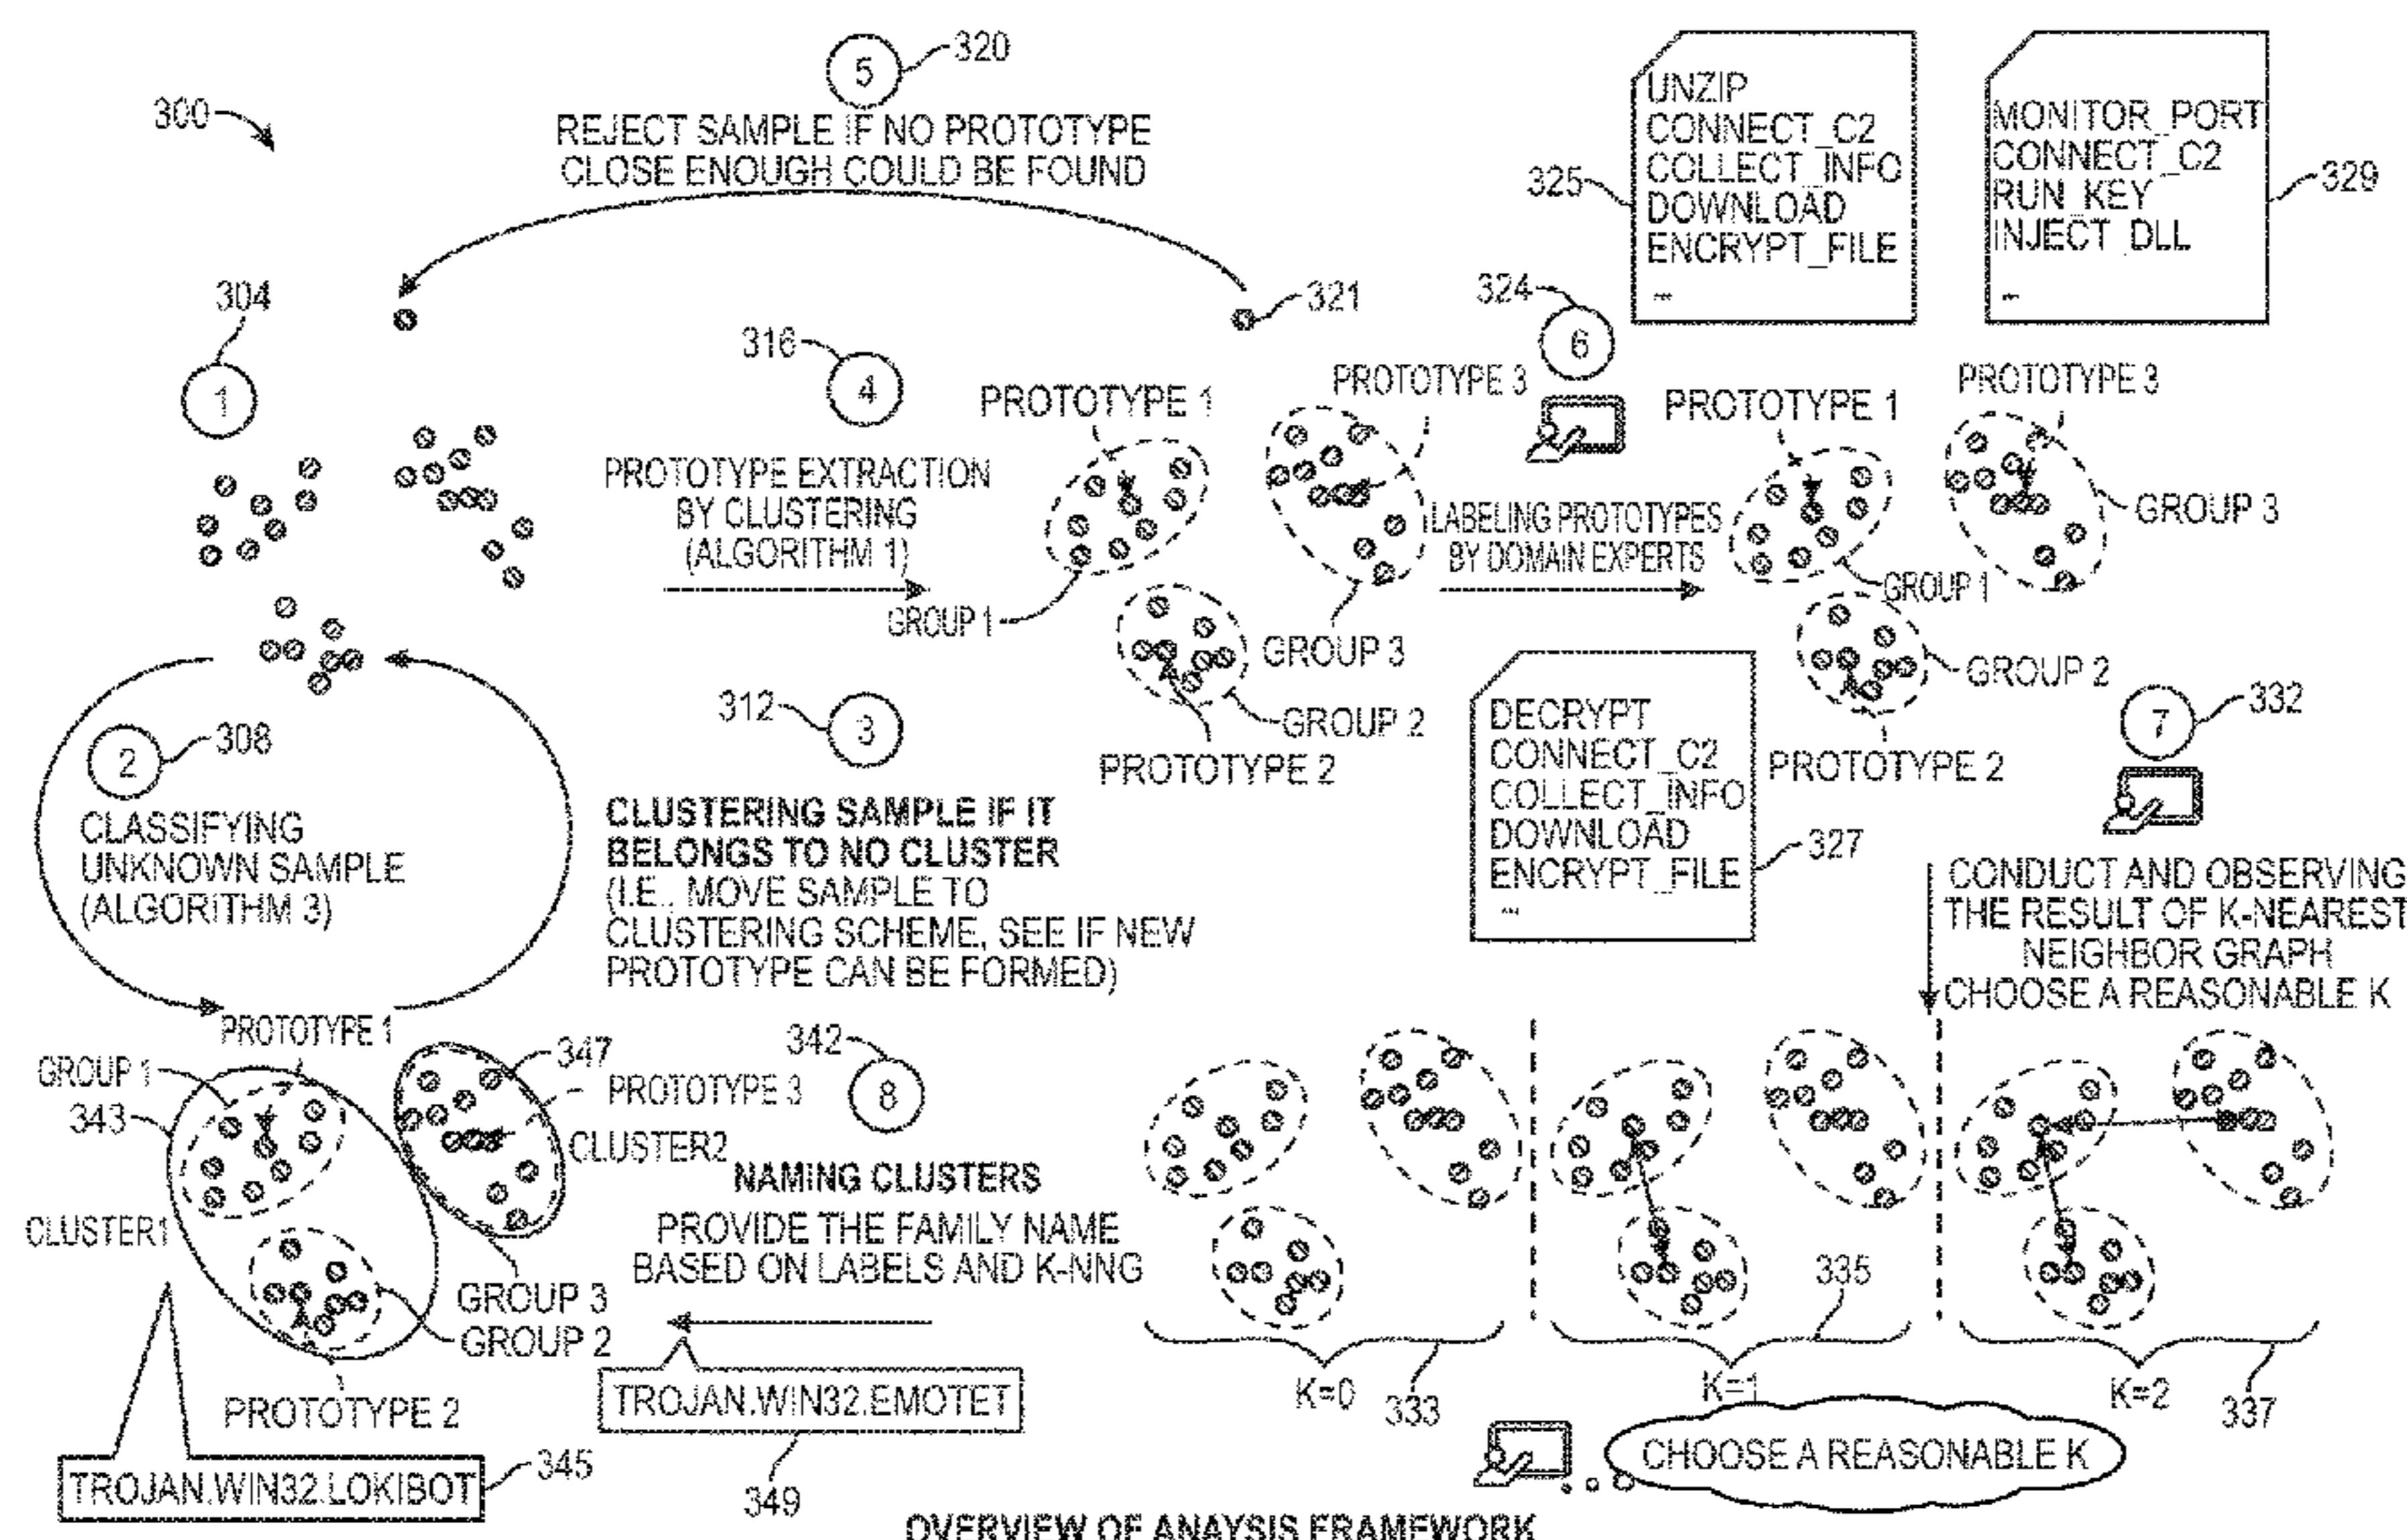 300
5
320
REJECT SAMPLE IF NO PROTOTYPE
CLOSE ENOUGH COULD BE FOUND
321
304
1
316
4
PROTOTYPE EXTRACTION
BY CLUSTERING
(ALGORITHM 1)
PROTOTYPE 1
PROTOTYPE 3
GROUP 1
GROUP 3
GROUP 2
PROTOTYPE 2
324
6
LABELING PROTOTYPES
BY DOMAIN EXPERTS
325
UNZIP
CONNECT_C2
COLLECT_INFO
DOWNLOAD
ENCRYPT_FILE
...
MONITOR_PORT
CONNECT_C2
RUN_KEY
INJECT_DLL
...
329
PROTOTYPE 1
PROTOTYPE 3
GROUP 3
GROUP 1
GROUP 2
PROTOTYPE 2
DECRYPT
CONNECT_C2
COLLECT_INFO
DOWNLOAD
ENCRYPT_FILE
...
327
2
308
CLASSIFYING
UNKNOWN SAMPLE
(ALGORITHM 3)
312
3
CLUSTERING SAMPLE IF IT
BELONGS TO NO CLUSTER
(I.E., MOVE SAMPLE TO
CLUSTERING SCHEME, SEE IF NEW
PROTOTYPE CAN BE FORMED)
7
332
CONDUCT AND OBSERVING
THE RESULT OF K-NEAREST
NEIGHBOR GRAPH
CHOOSE A REASONABLE K
PROTOTYPE 1
GROUP 1
343
347
PROTOTYPE 3
CLUSTER2
CLUSTER1
GROUP 3
GROUP 2
PROTOTYPE 2
TROJAN.WIN32.LOKIBOT
345
342
8
NAMING CLUSTERS
PROVIDE THE FAMILY NAME
BASED ON LABELS AND K-NNG
TROJAN.WIN32.EMOTET
349
K=0
333
K=1
335
K=2
337
CHOOSE A REASONABLE K
OVERVIEW OF ANAYSIS FRAMEWORK